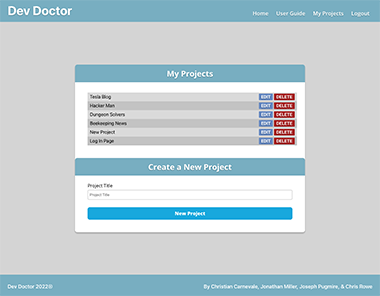 Dev Doctor
Home User Guide My Projects Logout
My Projects
Tesla Blog EDIT DELETE
Hacker Man EDIT DELETE
Dungeon Solvers EDIT DELETE
Beekeeping News EDIT DELETE
New Project EDIT DELETE
Log In Page EDIT DELETE
Create a New Project
Project Title
Project Title
New Project
Dev Doctor 2022® By Christian Carnevale, Jonathan Miller, Joseph Pugmire, & Chris Rowe